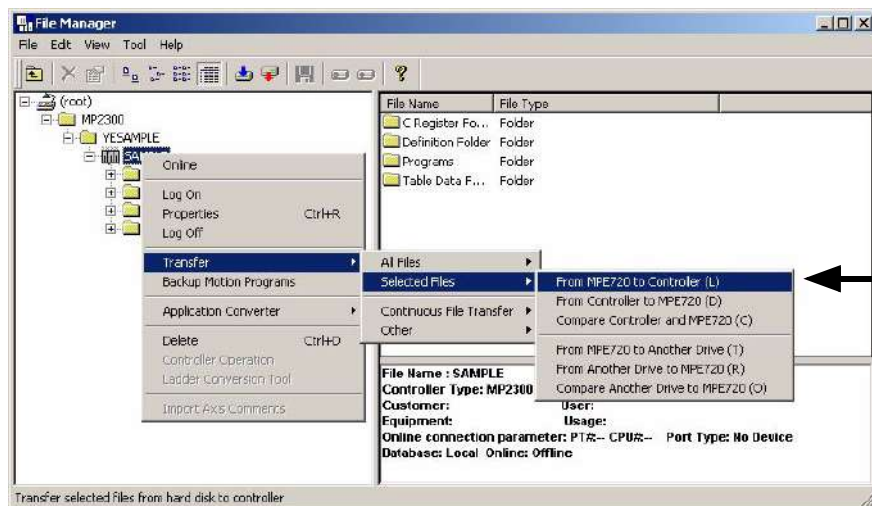 File Manager
File Edit View Tool Help
(root)
MP2300
YESAMPLE
File Name File Type
C Register Fo... Folder
Definition Folder Folder
Programs Folder
Table Data F... Folder
Online
Log On
Properties Ctrl+R
Log Off
Transfer
Backup Motion Programs
Application Converter
Delete Ctrl+D
Controller Operation
Ladder Conversion Tool
Import Axis Comments
All Files
Selected Files
Continuous File Transfer
Other
From MPE720 to Controller (L)
From Controller to MPE720 (D)
Compare Controller and MPE720 (C)
From MPE720 to Another Drive (T)
From Another Drive to MPE720 (R)
Compare Another Drive to MPE720 (O)
File Name : SAMPLE
Controller Type: MP2300
Customer: User:
Equipment: Usage:
Online connection parameter: PT#:-- CPU#:-- Port Type: No Device
Database: Local Online: Offline
Transfer selected files from hard disk to controller